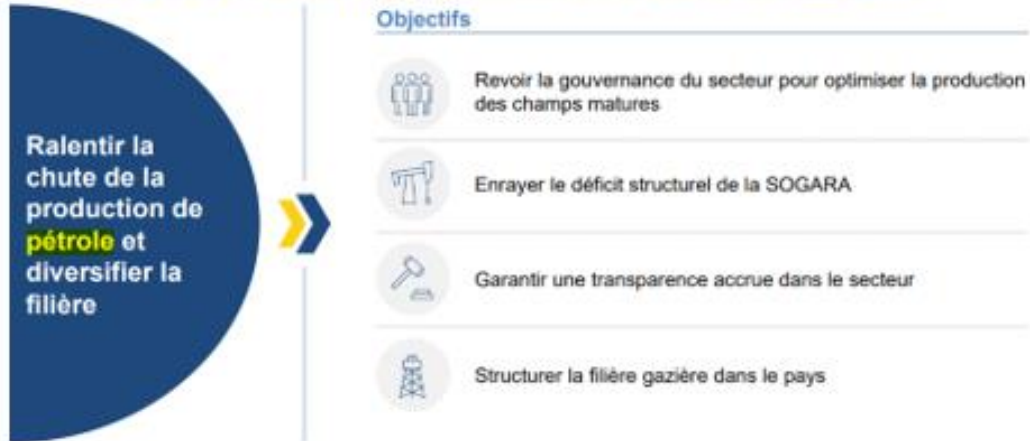 Objectifs
Ralentir la
chute de la
production de
pétrole et
diversifier la
filière
Revoir la gouvernance du secteur pour optimiser la production
des champs matures
Enrayer le déficit structurel de la SOGARA
Garantir une transparence accrue dans le secteur
Structurer la filière gazière dans le pays